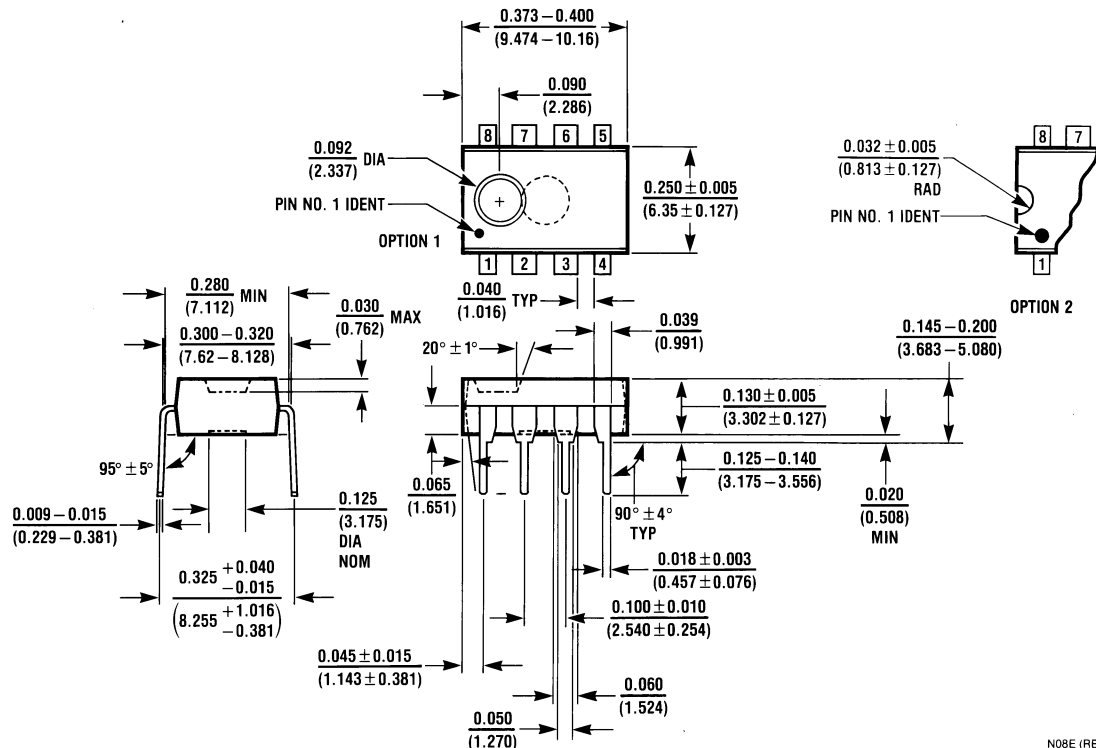 0.373 – 0.400
(9.474 – 10.16)
0.090
(2.286)
8 7 6 5
0.092 DIA
(2.337)
PIN NO. 1 IDENT
OPTION 1
0.250 ± 0.005
(6.35 ± 0.127)
1 2 3 4
8 7
0.032 ± 0.005
(0.813 ± 0.127)
RAD
PIN NO. 1 IDENT
1
OPTION 2
0.280 MIN
(7.112)
0.300 – 0.320
(7.62 – 8.128)
0.030 MAX
(0.762)
0.040 TYP
(1.016)
0.039
(0.991)
20° ± 1°
0.145 – 0.200
(3.683 – 5.080)
0.130 ± 0.005
(3.302 ± 0.127)
0.125 – 0.140
(3.175 – 3.556)
0.020
(0.508)
MIN
95° ± 5°
0.009 – 0.015
(0.229 – 0.381)
0.125
(3.175)
DIA
NOM
0.065
(1.651)
90° ± 4°
TYP
0.018 ± 0.003
(0.457 ± 0.076)
0.325 +0.040
−0.015
(8.255 +1.016
−0.381)
0.100 ± 0.010
(2.540 ± 0.254)
0.045 ± 0.015
(1.143 ± 0.381)
0.060
(1.524)
0.050
(1.270)
N08E (RE